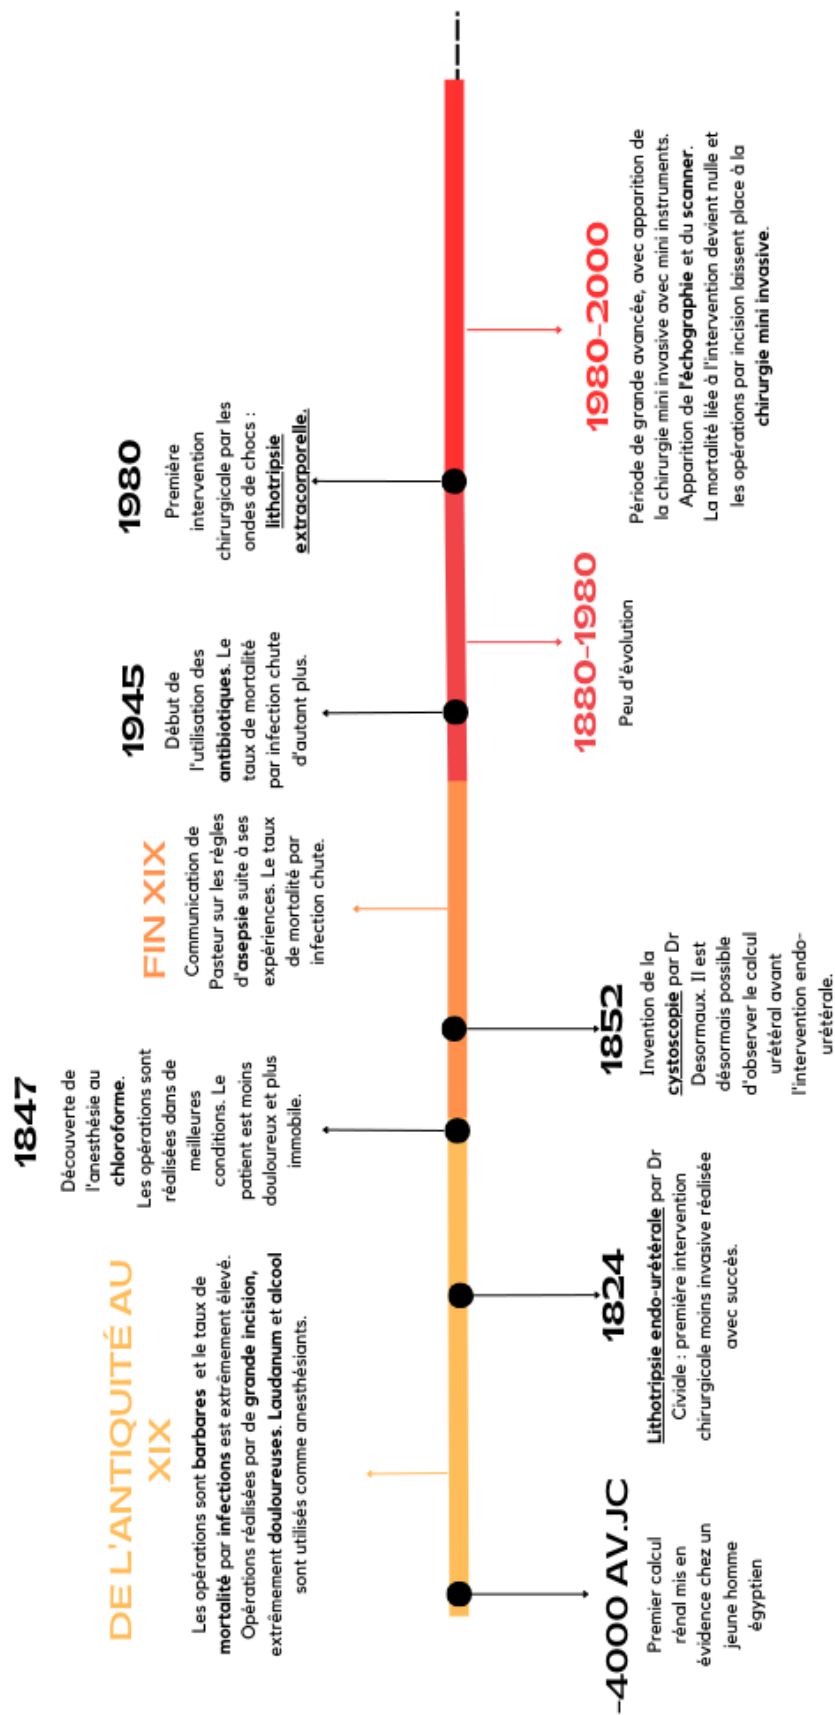 DE L'ANTIQUITÉ AU
XIX
Les opérations sont barbares et le taux de
mortalité par infections est extrêmement élevé.
Opérations réalisées par de grande incision,
extrêmement douloureuses. Laudanum et alcool
sont utilisés comme anesthésiants.
1847
Découverte de
l'anesthésie au
chloroforme.
Les opérations sont
réalisées dans de
meilleures
conditions. Le
patient est moins
douloureux et plus
immobile.
FIN XIX
Communication de
Pasteur sur les règles
d'asepsie suite à ses
expériences. Le taux
de mortalité par
infection chute.
1945
Début de
l'utilisation des
antibiotiques. Le
taux de mortalité
par infection chute
d'autant plus.
1980
Première
intervention
chirurgicale par les
ondes de chocs :
lithotripsie
extracorporelle.
-4000 AV.JC
Premier calcul
rénal mis en
évidence chez un
jeune homme
égyptien
1824
Lithotripsie endo-urétérale par Dr
Civiale : première intervention
chirurgicale moins invasive réalisée
avec succès.
1852
Invention de la
cystoscopie par Dr
Desormaux. Il est
désormais possible
d'observer le calcul
urétéral avant
l'intervention endo-
urétérale.
1880-1980
Peu d'évolution
1980-2000
Période de grande avancée, avec apparition de
la chirurgie mini invasive avec mini instruments.
Apparition de l'échographie et du scanner.
La mortalité liée à l'intervention devient nulle et
les opérations par incision laissent place à la
chirurgie mini invasive.